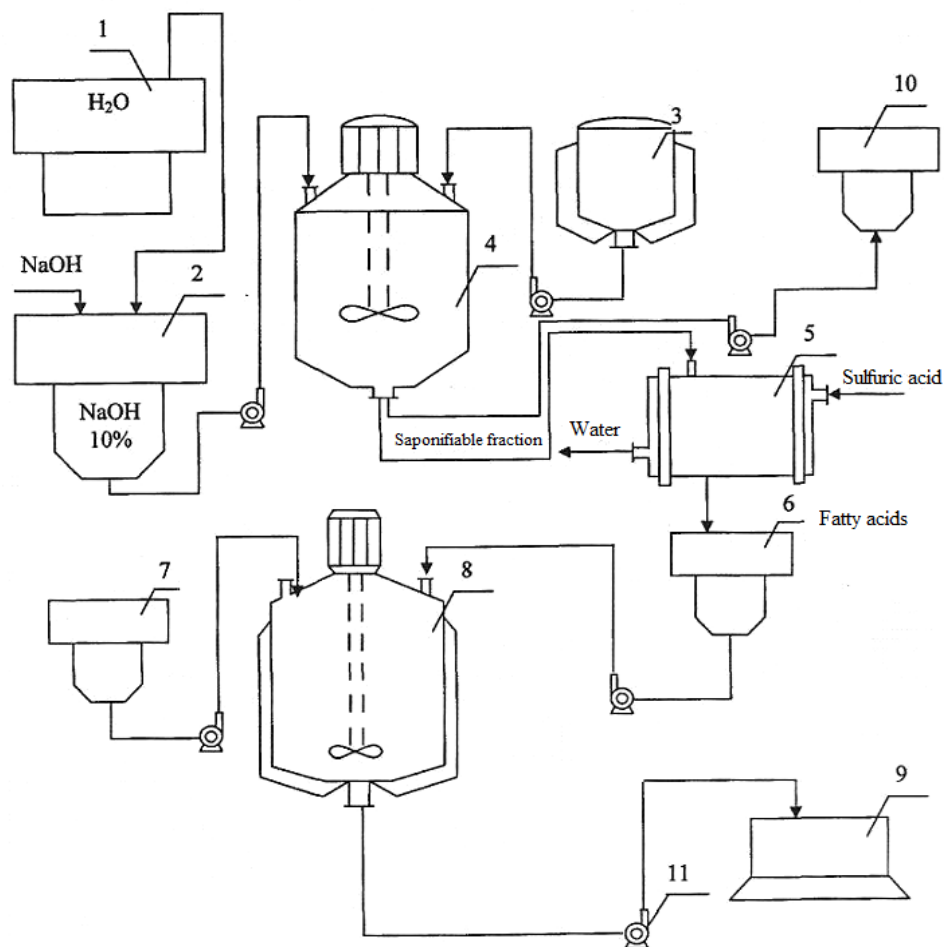 1
H₂O
3
10
NaOH
2
4
5
Sulfuric acid
NaOH
10%
Water
Saponifiable fraction
6
Fatty acids
7
8
9
11